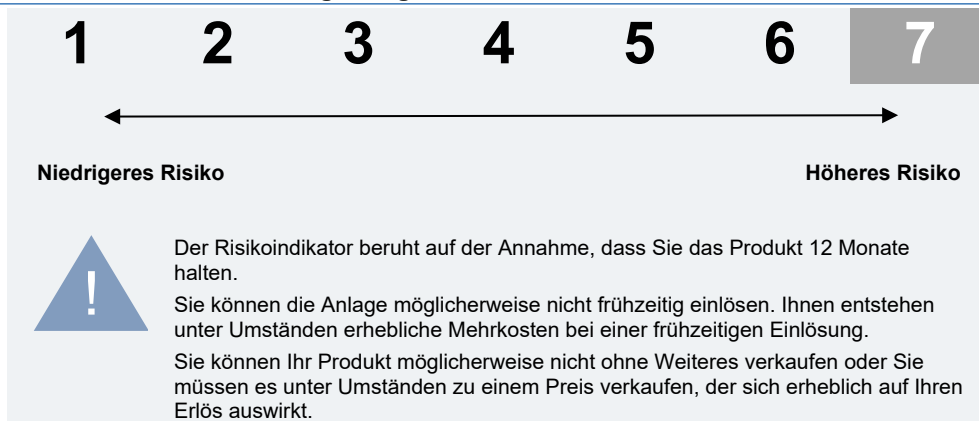 1 2 3 4 5 6 7
Niedrigeres Risiko Höheres Risiko
!
Der Risikoindikator beruht auf der Annahme, dass Sie das Produkt 12 Monate
halten.
Sie können die Anlage möglicherweise nicht frühzeitig einlösen. Ihnen entstehen
unter Umständen erhebliche Mehrkosten bei einer frühzeitigen Einlösung.
Sie können Ihr Produkt möglicherweise nicht ohne Weiteres verkaufen oder Sie
müssen es unter Umständen zu einem Preis verkaufen, der sich erheblich auf Ihren
Erlös auswirkt.